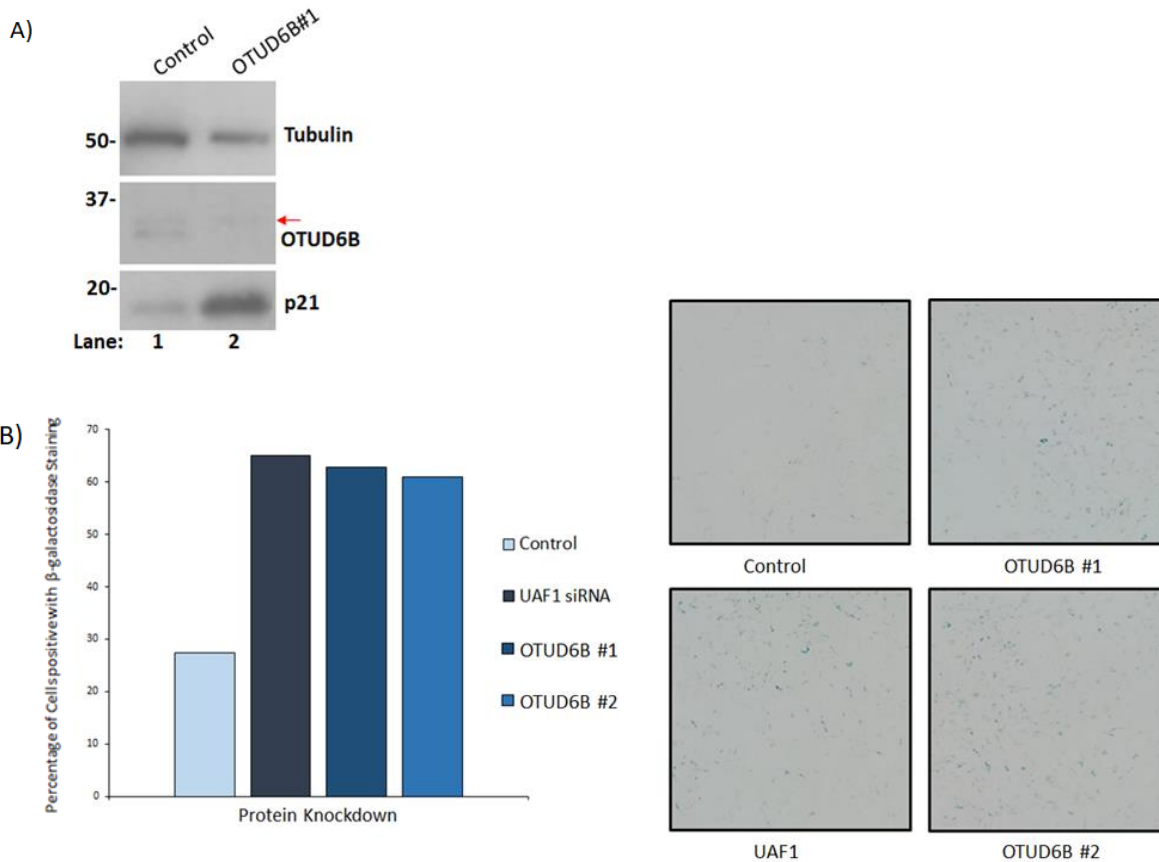 A)
Control
OTUD6B#1
50-
Tubulin
37-
OTUD6B
20-
p21
Lane: 1 2
B)
Percentage of Cell spositive with β-galactosidase Staining
70
60
50
40
30
20
10
0
Protein Knockdown
Control
UAF1 siRNA
OTUD6B #1
OTUD6B #2
Control
OTUD6B #1
UAF1
OTUD6B #2